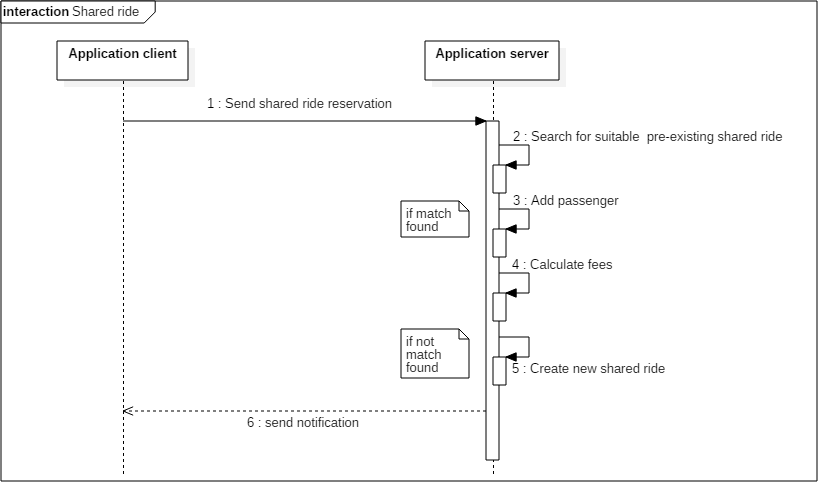 interaction Shared ride
Application client
Application server
1 : Send shared ride reservation
2 : Search for suitable  pre-existing shared ride
3 : Add passenger
if match
found
4 : Calculate fees
if not
match
found
5 : Create new shared ride
6 : send notification